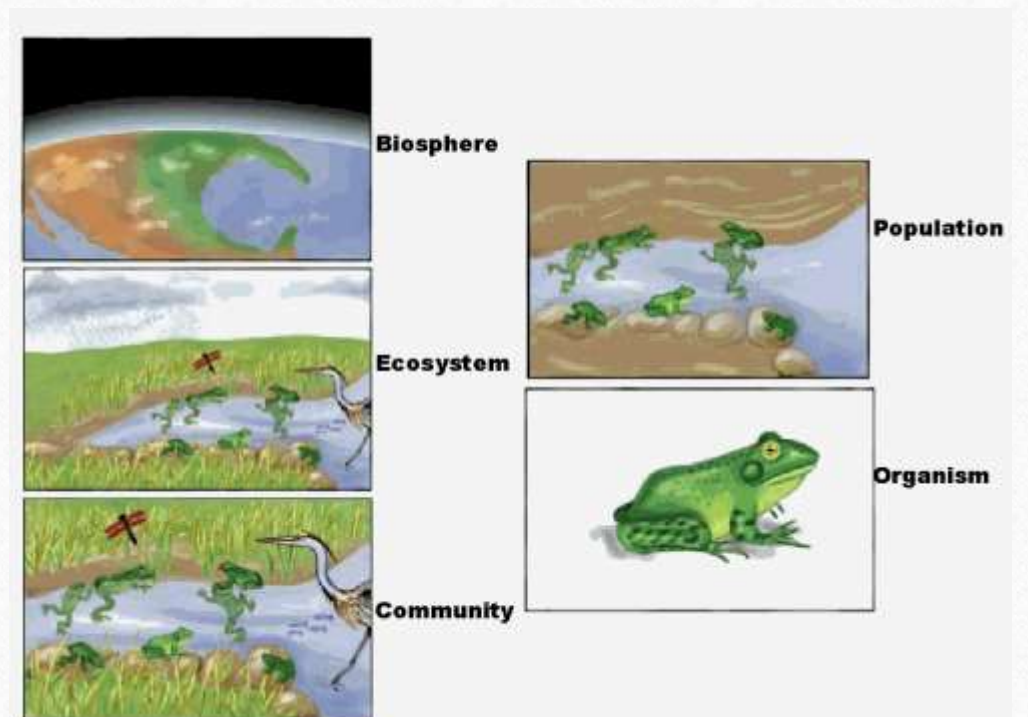 Biosphere
Ecosystem
Community
Population
Organism